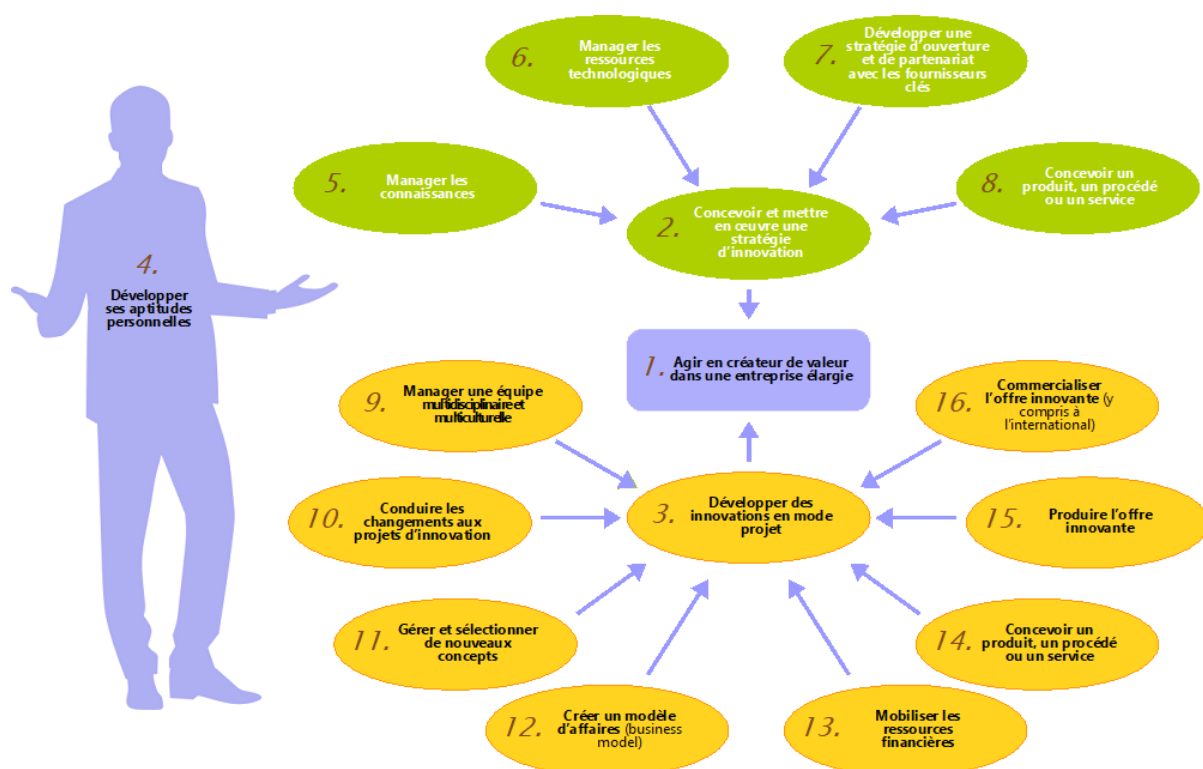 6.
Manager les
ressources
technologiques
7.
Développer une
stratégie d'ouverture
et de partenariat
avec les fournisseurs
clés
5.
Manager les
connaissances
2.
Concevoir et mettre
en œuvre une
stratégie
d'innovation
8.
Concevoir un
produit, un procédé
ou un service
4.
Développer
ses aptitudes
personnelles
1.
Agir en créateur de valeur
dans une entreprise élargie
9.
Manager une équipe
multidisciplinaire et
multiculturelle
16.
Commercialiser
l'offre innovante (y
compris à
l'international)
10.
Conduire les
changements aux
projets d'innovation
3.
Développer des
innovations en mode
projet
15.
Produire l'offre
innovante
11.
Gérer et sélectionner
de nouveaux
concepts
14.
Concevoir un
produit, un procédé
ou un service
12.
Créer un modèle
d'affaires (business
model)
13.
Mobiliser les
ressources
financières